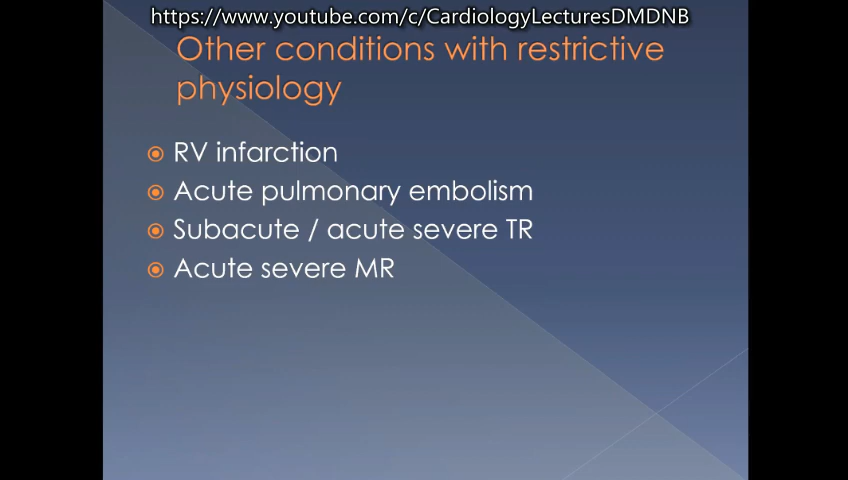 https://www.youtube.com/c/CardiologyLecturesDMDNB
Other conditions with restrictive
physiology
RV infarction
Acute pulmonary embolism
Subacute / acute severe TR
Acute severe MR